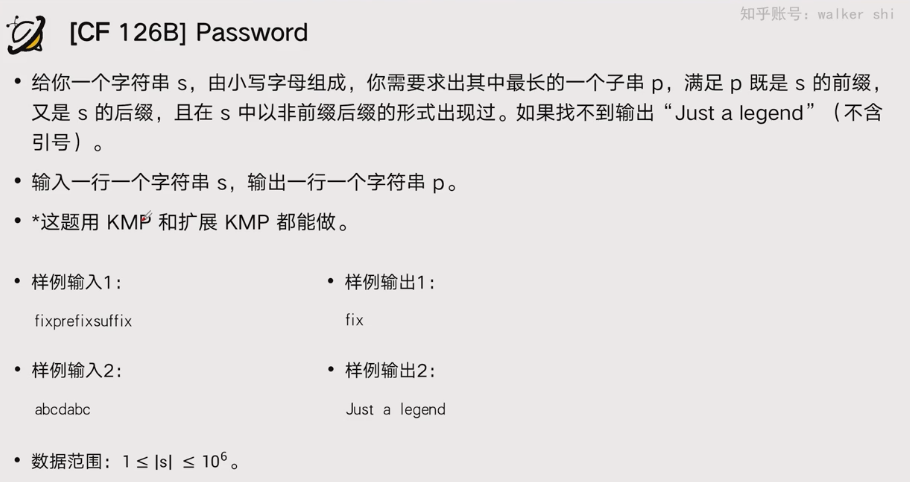 知乎账号：walker shi
[CF 126B] Password
• 给你一个字符串 s，由小写字母组成，你需要求出其中最长的一个子串 p，满足 p 既是 s 的前缀，
又是 s 的后缀，且在 s 中以非前缀后缀的形式出现过。如果找不到输出“Just a legend”（不含
引号）。
• 输入一行一个字符串 s，输出一行一个字符串 p。
• *这题用 KMP 和扩展 KMP 都能做。
• 样例输入1： • 样例输出1：
fixprefixsuffix fix
• 样例输入2： • 样例输出2：
abcdabc Just a legend
• 数据范围：1 ≤ |s| ≤ 10⁶。